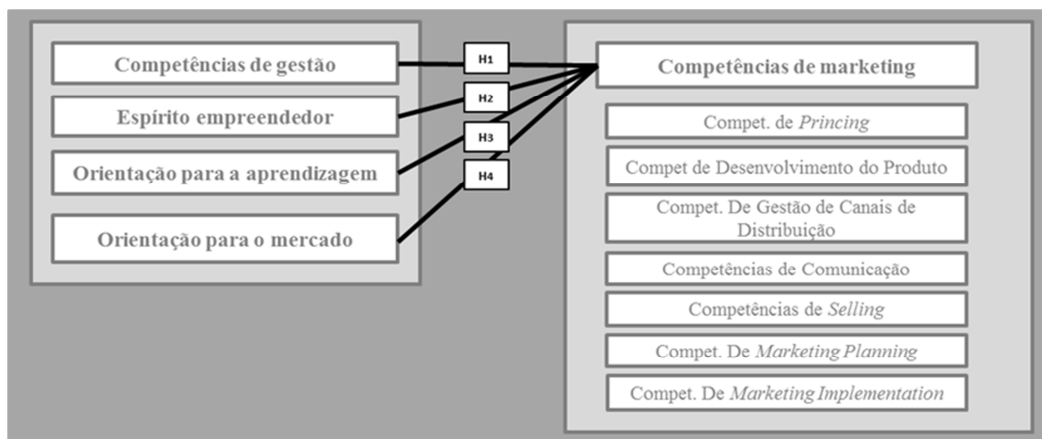 Competências de gestão
Espírito empreendedor
Orientação para a aprendizagem
Orientação para o mercado
H1
H2
H3
H4
Competências de marketing
Compet. de Princing
Compet de Desenvolvimento do Produto
Compet. De Gestão de Canais de
Distribuição
Competências de Comunicação
Competências de Selling
Compet. De Marketing Planning
Compet. De Marketing Implementation